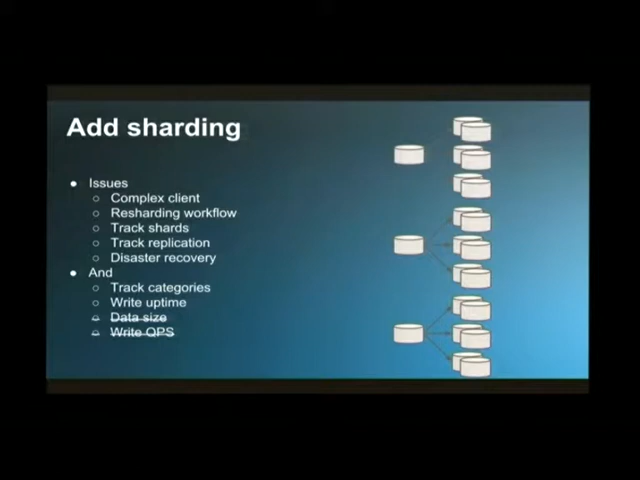 Add sharding
Issues
Complex client
Resharding workflow
Track shards
Track replication
Disaster recovery
And
Track categories
Write uptime
Data size
Write QPS